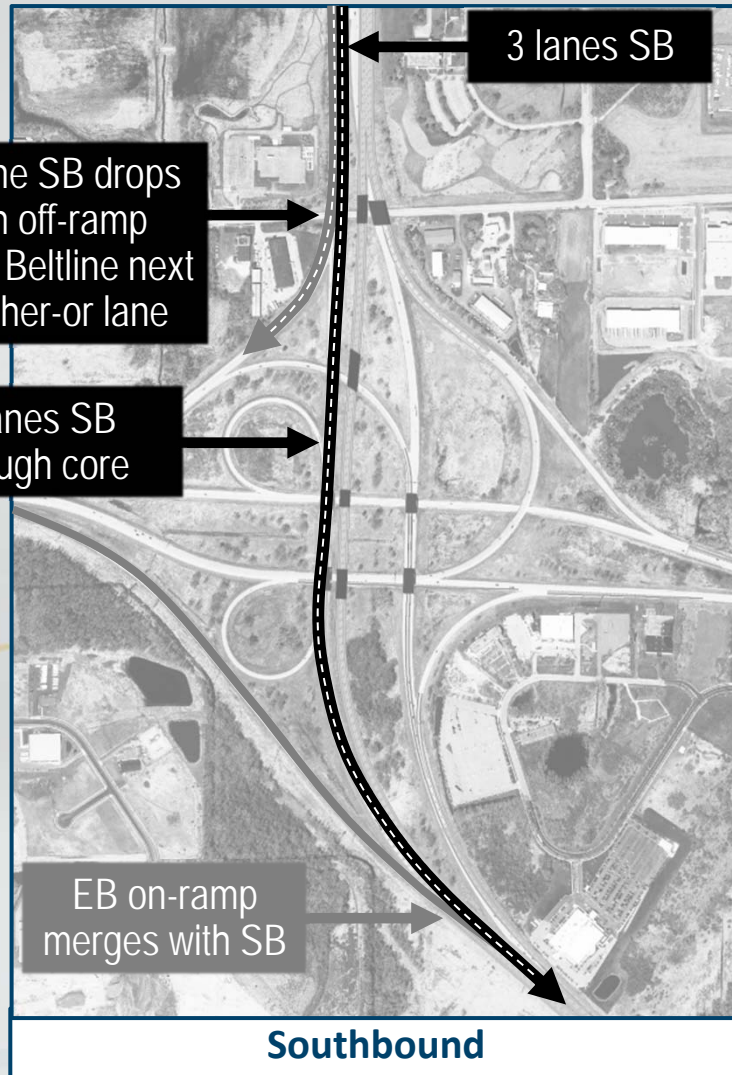 3 lanes SB
ne SB drops
n off-ramp
Beltline next
her-or lane
anes SB
ugh core
EB on-ramp
merges with SB
Southbound